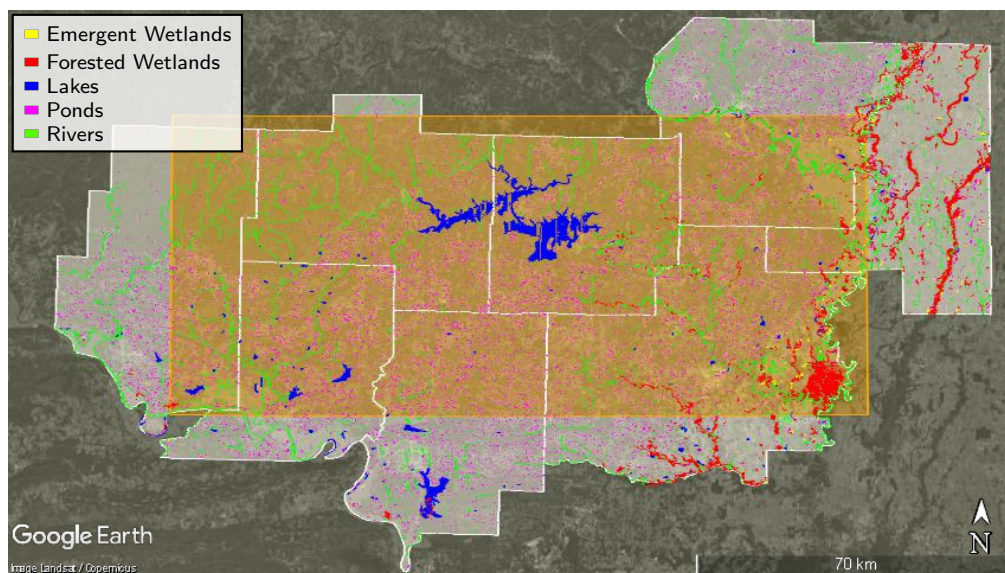 Emergent Wetlands
Forested Wetlands
Lakes
Ponds
Rivers
Google Earth
Image Landsat / Copernicus
N
70 km